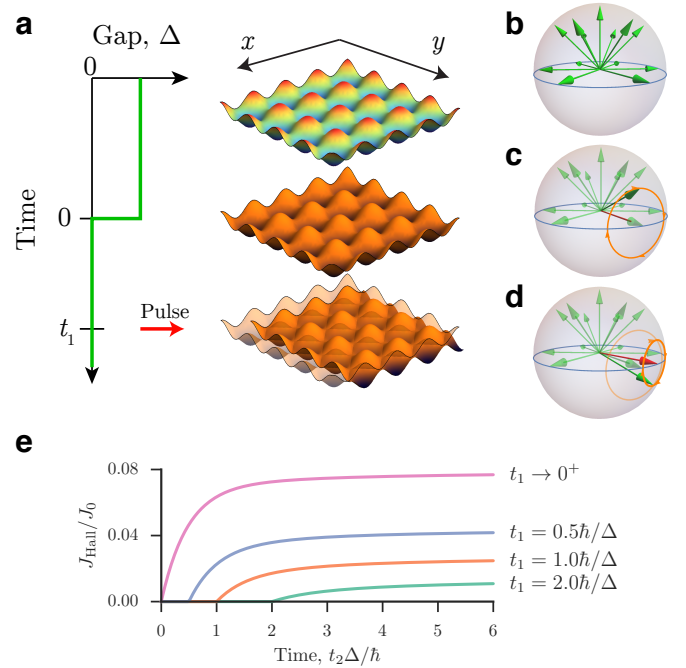 a
Gap, Δ
0
x
y
Time
0
t₁
Pulse
b
c
d
e
J_Hall/J₀
0.08
0.04
0.00
t₁ → 0⁺
t₁ = 0.5ℏ/Δ
t₁ = 1.0ℏ/Δ
t₁ = 2.0ℏ/Δ
0 1 2 3 4 5 6
Time, t₂Δ/ℏ